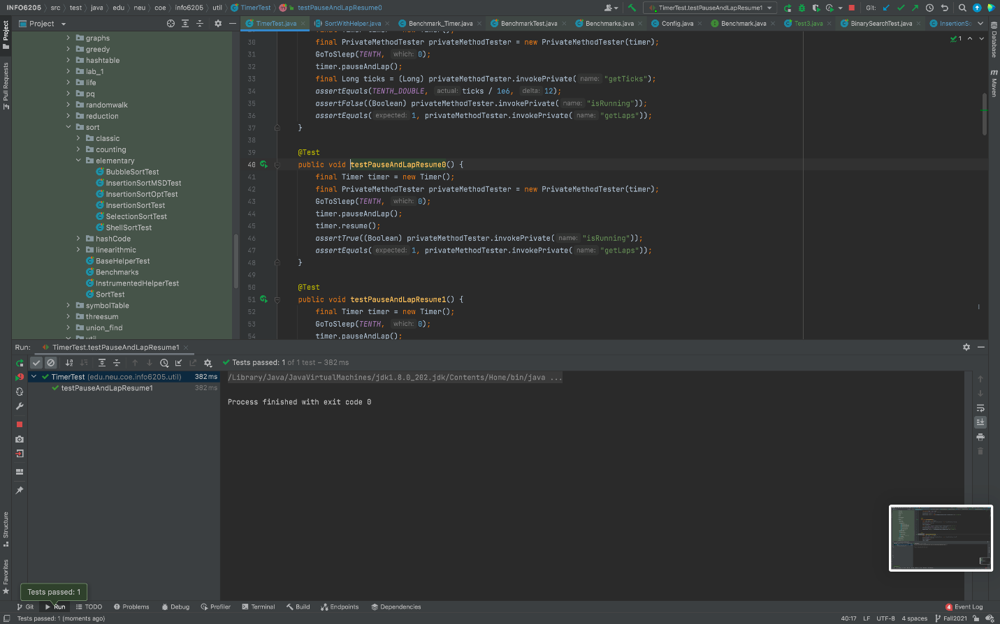 INFO6205 src test java edu neu coe info6205 util TimerTest testPauseAndLapResume0
TimerTest.testPauseAndLapResume1 Git:
Project
TimerTest.java SortWithHelper.java Benchmark_Timer.java BenchmarkTest.java Benchmarks.java Config.java Benchmark.java Test3.java BinarySearchTest.java InsertionSo
Project
Pull Requests
Structure
Favorites
graphs
greedy
hashtable
lab_1
life
pq
randomwalk
reduction
sort
classic
counting
elementary
BubbleSortTest
InsertionSortMSDTest
InsertionSortOptTest
InsertionSortTest
SelectionSortTest
ShellSortTest
hashCode
linearithmic
BaseHelperTest
Benchmarks
InstrumentedHelperTest
SortTest
symbolTable
threesum
union_find
util
1
30 final PrivateMethodTester privateMethodTester = new PrivateMethodTester(timer);
31 GoToSleep(TENTH, which: 0);
32 timer.pauseAndLap();
33 final Long ticks = (Long) privateMethodTester.invokePrivate( name: "getTicks");
34 assertEquals(TENTH_DOUBLE, actual: ticks / 1e6, delta: 12);
35 assertFalse((Boolean) privateMethodTester.invokePrivate( name: "isRunning"));
36 assertEquals( expected: 1, privateMethodTester.invokePrivate( name: "getLaps"));
37 }
38
39 @Test
40 public void testPauseAndLapResume0() {
41 final Timer timer = new Timer();
42 final PrivateMethodTester privateMethodTester = new PrivateMethodTester(timer);
43 GoToSleep(TENTH, which: 0);
44 timer.pauseAndLap();
45 timer.resume();
46 assertTrue((Boolean) privateMethodTester.invokePrivate( name: "isRunning"));
47 assertEquals( expected: 1, privateMethodTester.invokePrivate( name: "getLaps"));
48 }
49
50 @Test
51 public void testPauseAndLapResume1() {
52 final Timer timer = new Timer();
53 GoToSleep(TENTH, which: 0);
54 timer.pauseAndLap();
Database
Maven
Run: TimerTest.testPauseAndLapResume1
Tests passed: 1 of 1 test – 382 ms
TimerTest (edu.neu.coe.info6205.util) 382 ms
testPauseAndLapResume1 382 ms
/Library/Java/JavaVirtualMachines/jdk1.8.0_202.jdk/Contents/Home/bin/java ...
Process finished with exit code 0
Tests passed: 1
Git Run TODO Problems Debug Profiler Terminal Build Endpoints Dependencies 4 Event Log
Tests passed: 1 (moments ago) 40:17 LF UTF-8 4 spaces Fall2021